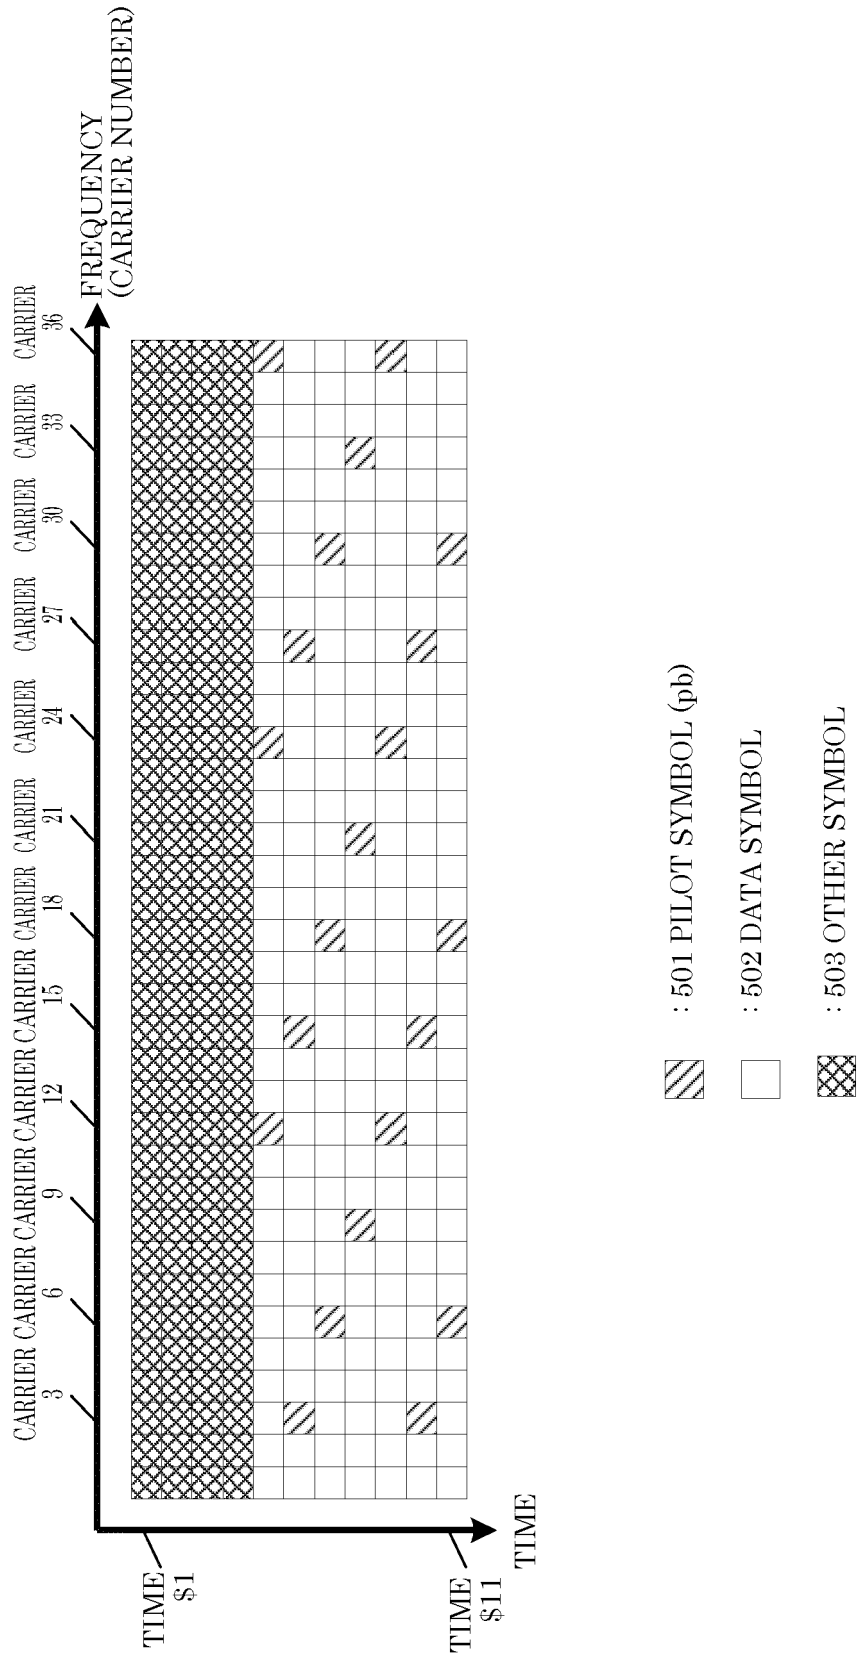 FREQUENCY
(CARRIER NUMBER)
CARRIER
3
CARRIER
6
CARRIER
9
CARRIER
12
CARRIER
15
CARRIER
18
CARRIER
21
CARRIER
24
CARRIER
27
CARRIER
30
CARRIER
33
CARRIER
36
TIME
$1
TIME
$11
TIME
: 501 PILOT SYMBOL (pb)
: 502 DATA SYMBOL
: 503 OTHER SYMBOL